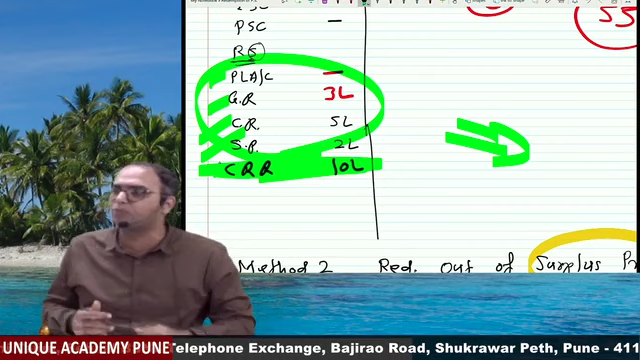 PSC —
RS
PL A/C —
G.R 3L
C.R. 5L
S.P. 2L
CRR 10L
55
Method 2 Red. Out of Surplus
UNIQUE ACADEMY PUNE
Telephone Exchange, Bajirao Road, Shukrawar Peth, Pune - 411